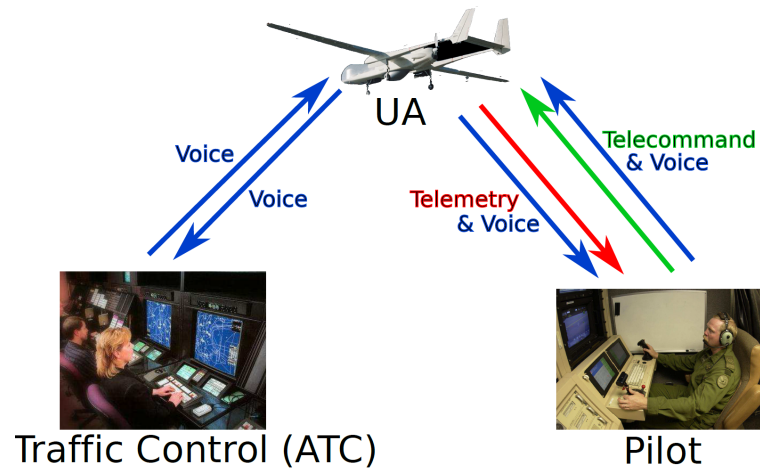 UA
Voice
Voice
Telecommand
& Voice
Telemetry
& Voice
Traffic Control (ATC)
Pilot